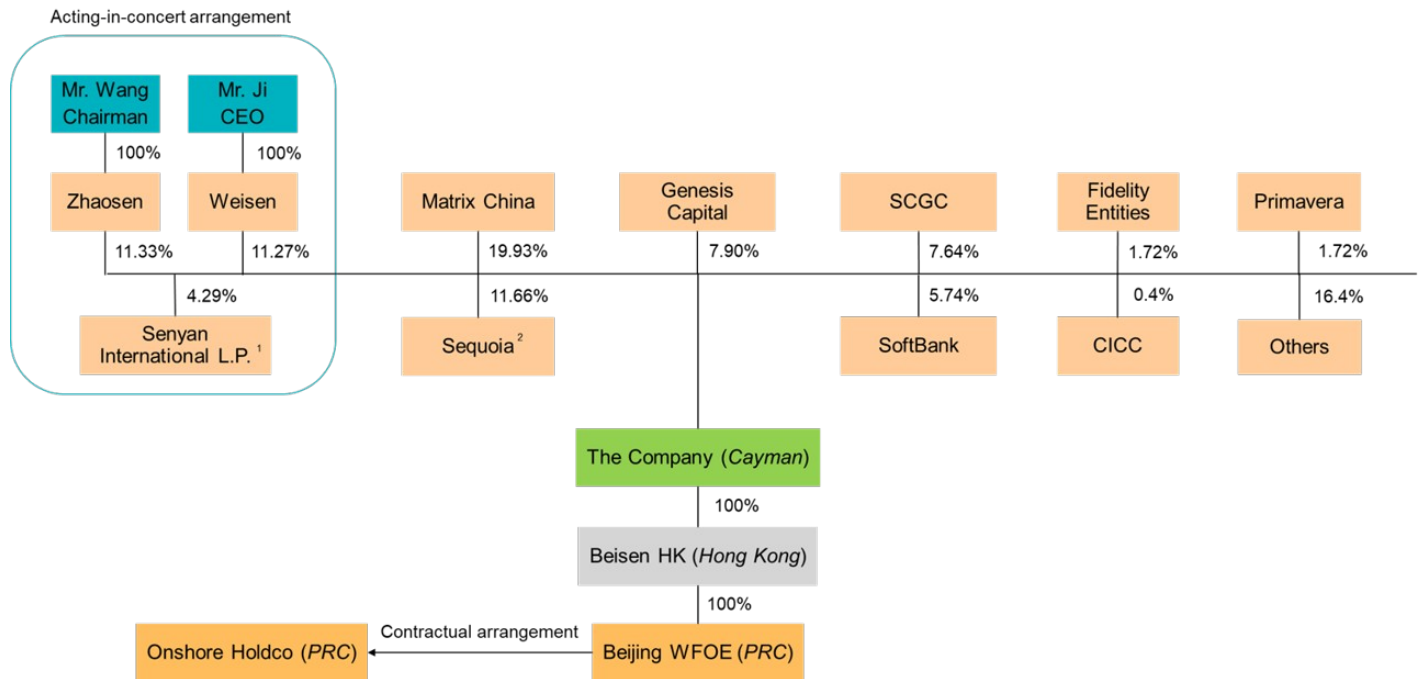 Acting-in-concert arrangement
Mr. Wang
Chairman
Mr. Ji
CEO
100%
100%
Zhaosen
Weisen
Matrix China
Genesis
Capital
SCGC
Fidelity
Entities
Primavera
11.33%
11.27%
19.93%
7.90%
7.64%
1.72%
1.72%
4.29%
11.66%
5.74%
0.4%
16.4%
Senyan
International L.P. 1
Sequoia 2
SoftBank
CICC
Others
The Company (Cayman)
100%
Beisen HK (Hong Kong)
100%
Contractual arrangement
Onshore Holdco (PRC)
Beijing WFOE (PRC)